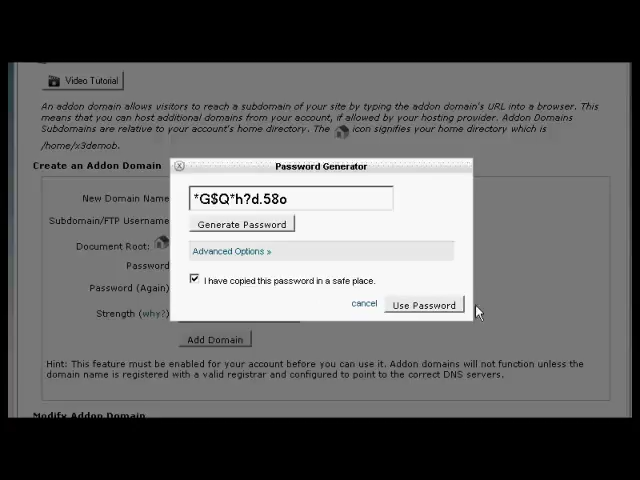 Video Tutorial
An addon domain allows visitors to reach a subdomain of your site by typing the addon domain's URL into a browser. This
means that you can host additional domains from your account, if allowed by your hosting provider. Addon Domains
Subdomains are relative to your account's home directory. The icon signifies your home directory which is
/home/x3demob.
Create an Addon Domain
Password Generator
New Domain Name
*G$Q*h?d.58o
Subdomain/FTP Username
Generate Password
Document Root:
Advanced Options »
Password
I have copied this password in a safe place.
Password (Again)
cancel
Use Password
Strength (why?)
Add Domain
Hint: This feature must be enabled for your account before you can use it. Addon domains will not function unless the
domain name is registered with a valid registrar and configured to point to the correct DNS servers.
Modify Addon Domain